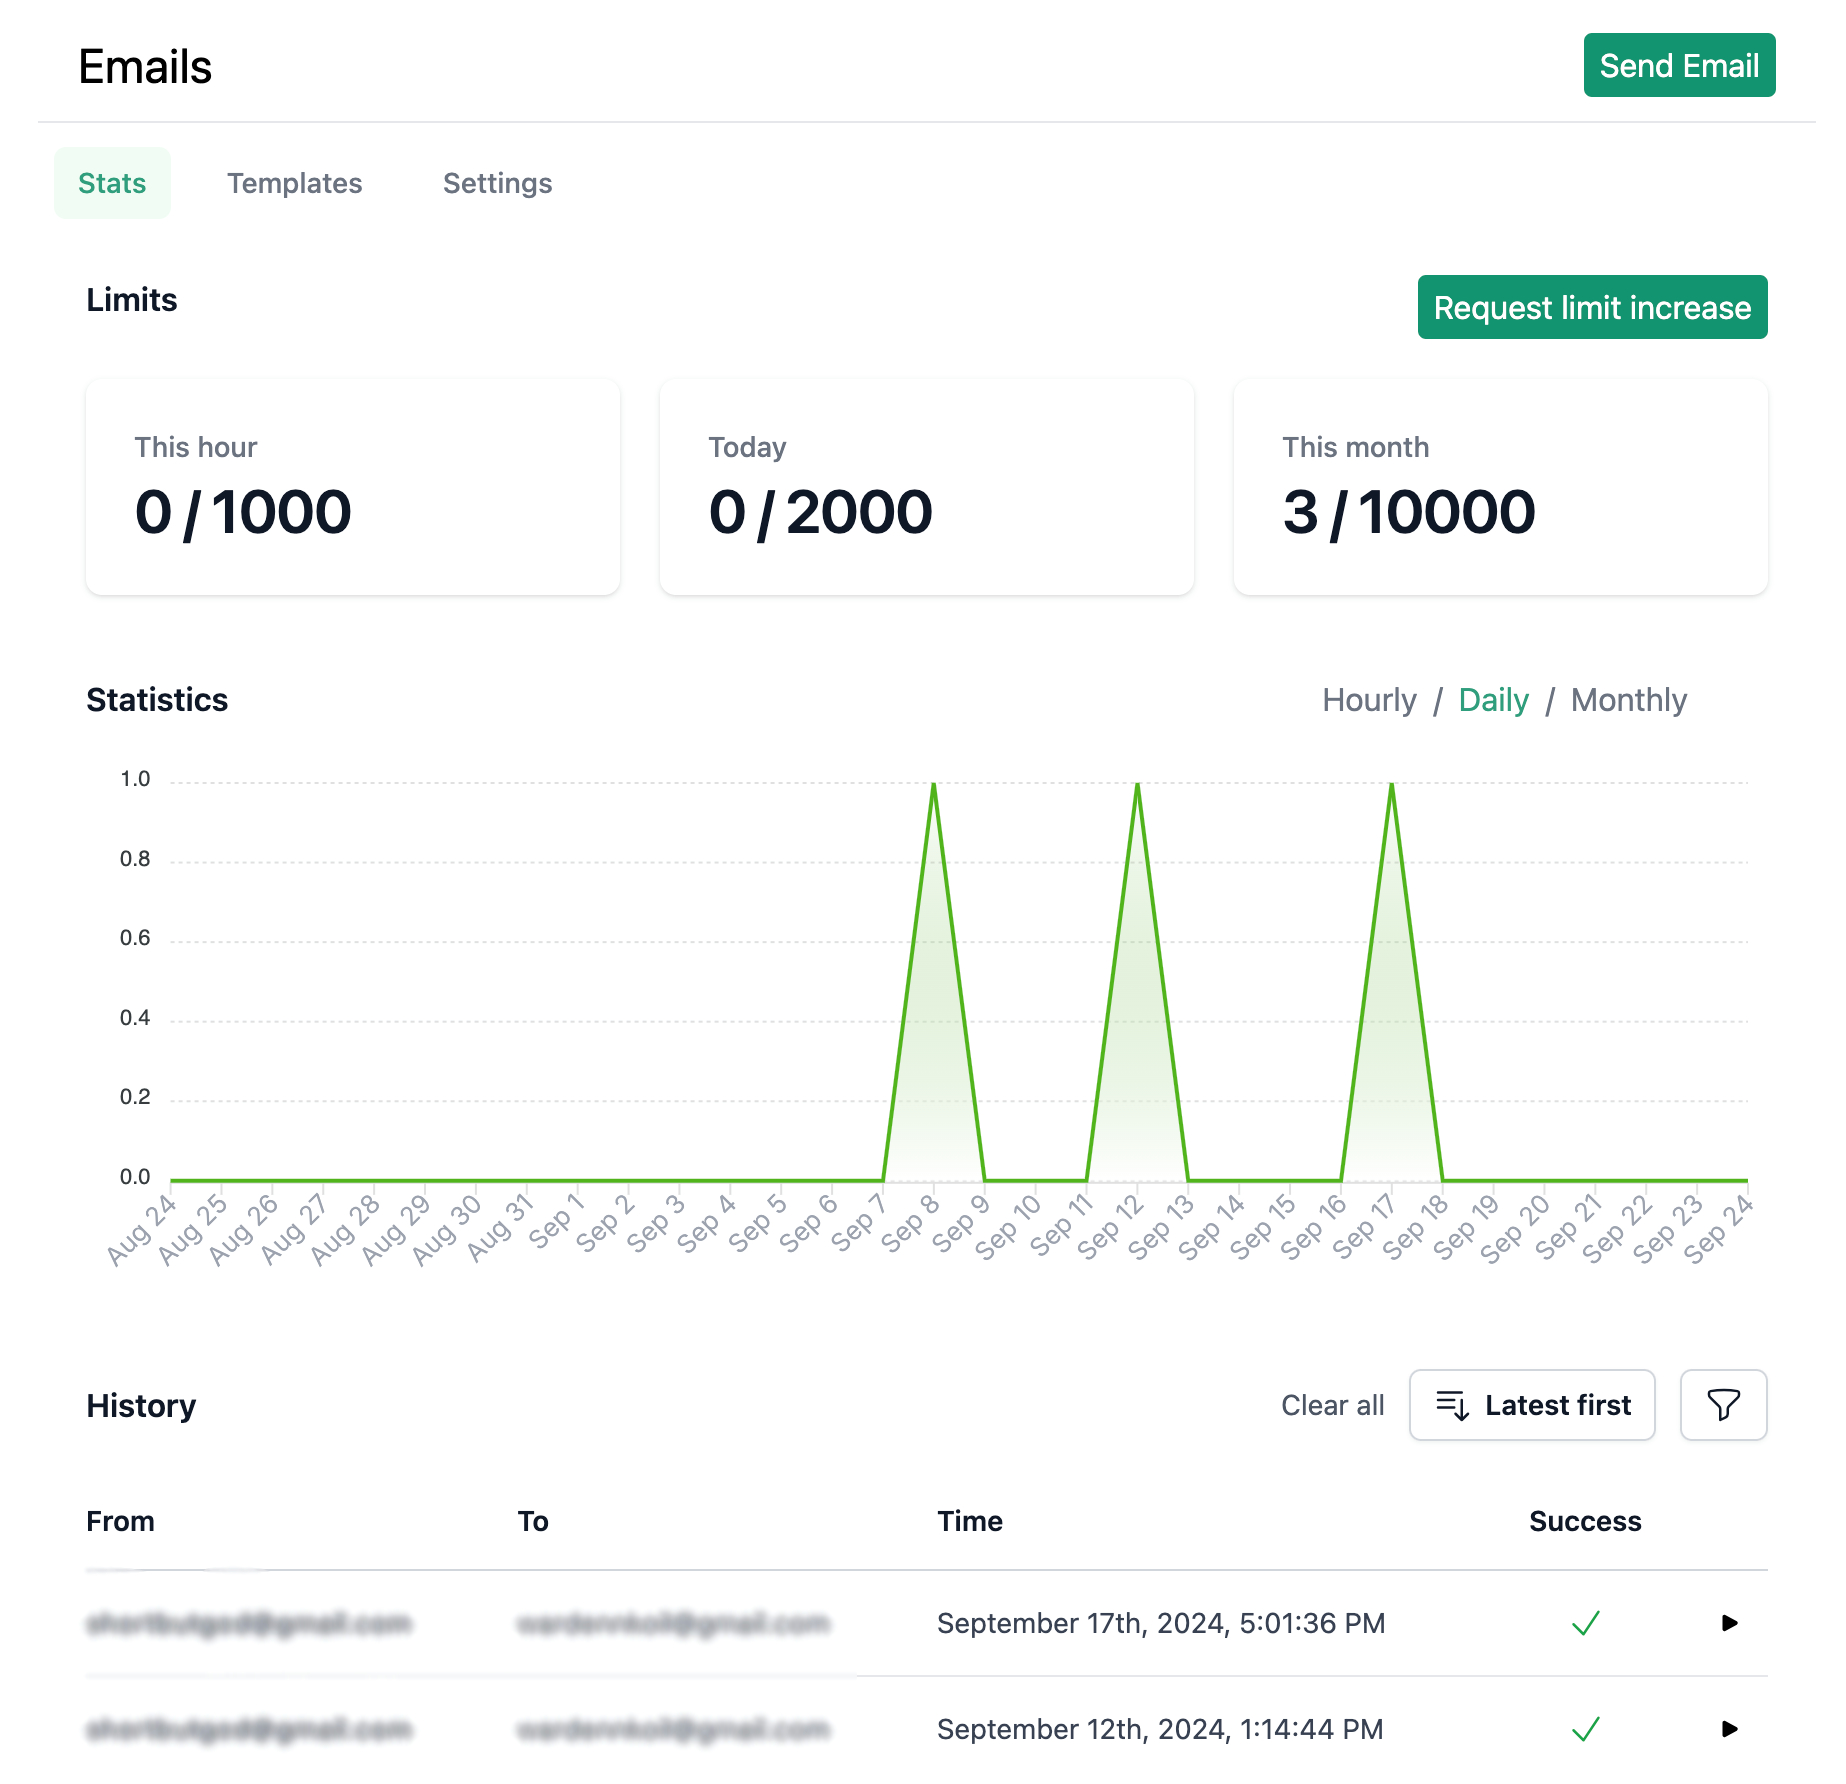 Emails
Send Email
Stats
Templates
Settings
Limits
Request limit increase
This hour
0 / 1000
Today
0 / 2000
This month
3 / 10000
Statistics
Hourly / Daily / Monthly
1.0
0.8
0.6
0.4
0.2
0.0
Aug 24
Aug 25
Aug 26
Aug 27
Aug 28
Aug 29
Aug 30
Aug 31
Sep 1
Sep 2
Sep 3
Sep 4
Sep 5
Sep 6
Sep 7
Sep 8
Sep 9
Sep 10
Sep 11
Sep 12
Sep 13
Sep 14
Sep 15
Sep 16
Sep 17
Sep 18
Sep 19
Sep 20
Sep 21
Sep 22
Sep 23
Sep 24
History
Clear all
Latest first
From To Time Success
September 17th, 2024, 5:01:36 PM
September 12th, 2024, 1:14:44 PM